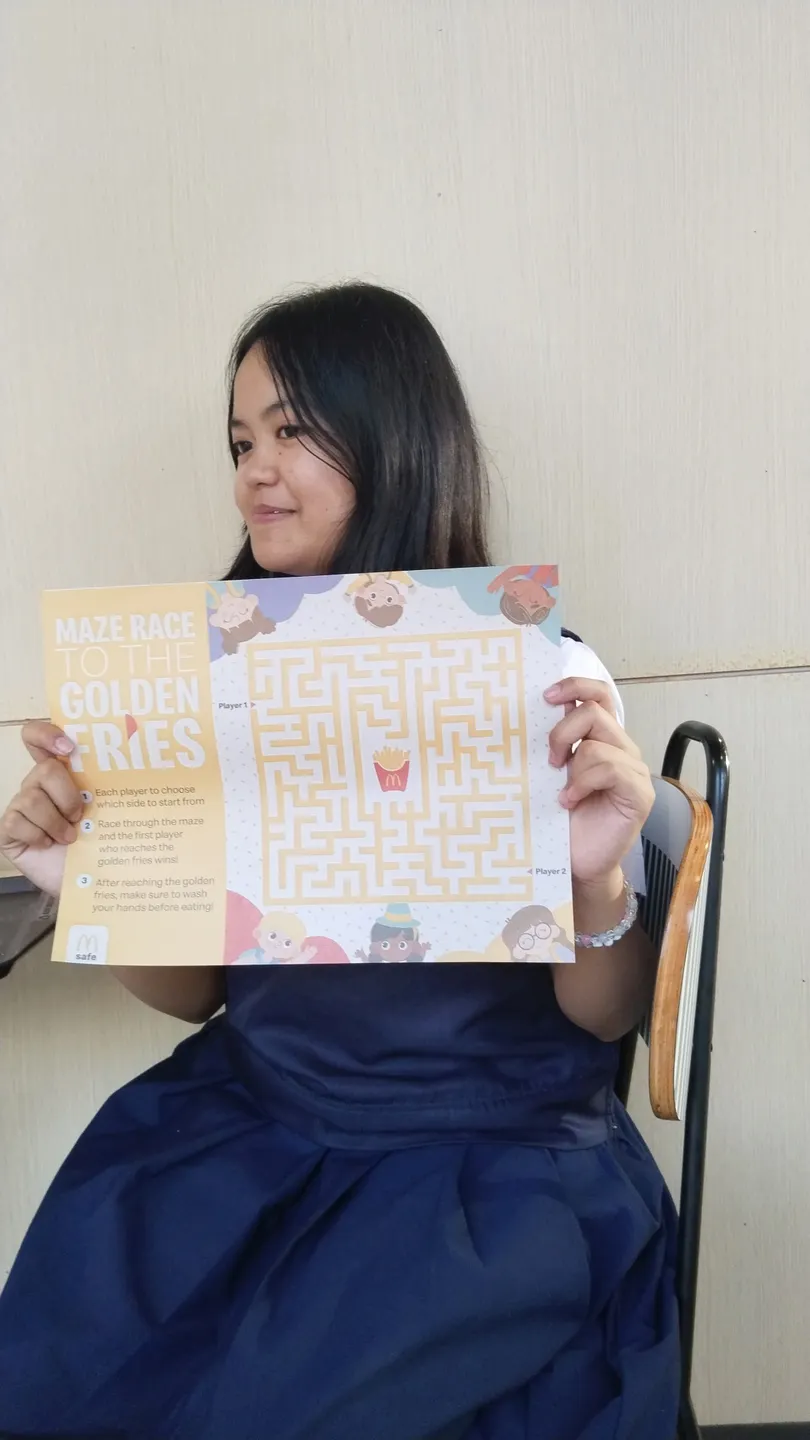 MAZE RACE
TO THE
GOLDEN
FRIES
1 Each player to choose
which side to start from
2 Race through the maze
and the first player
who reaches the
golden fries wins!
3 After reaching the golden
fries, make sure to wash
your hands before eating!
M
safe
Player 1
Player 2